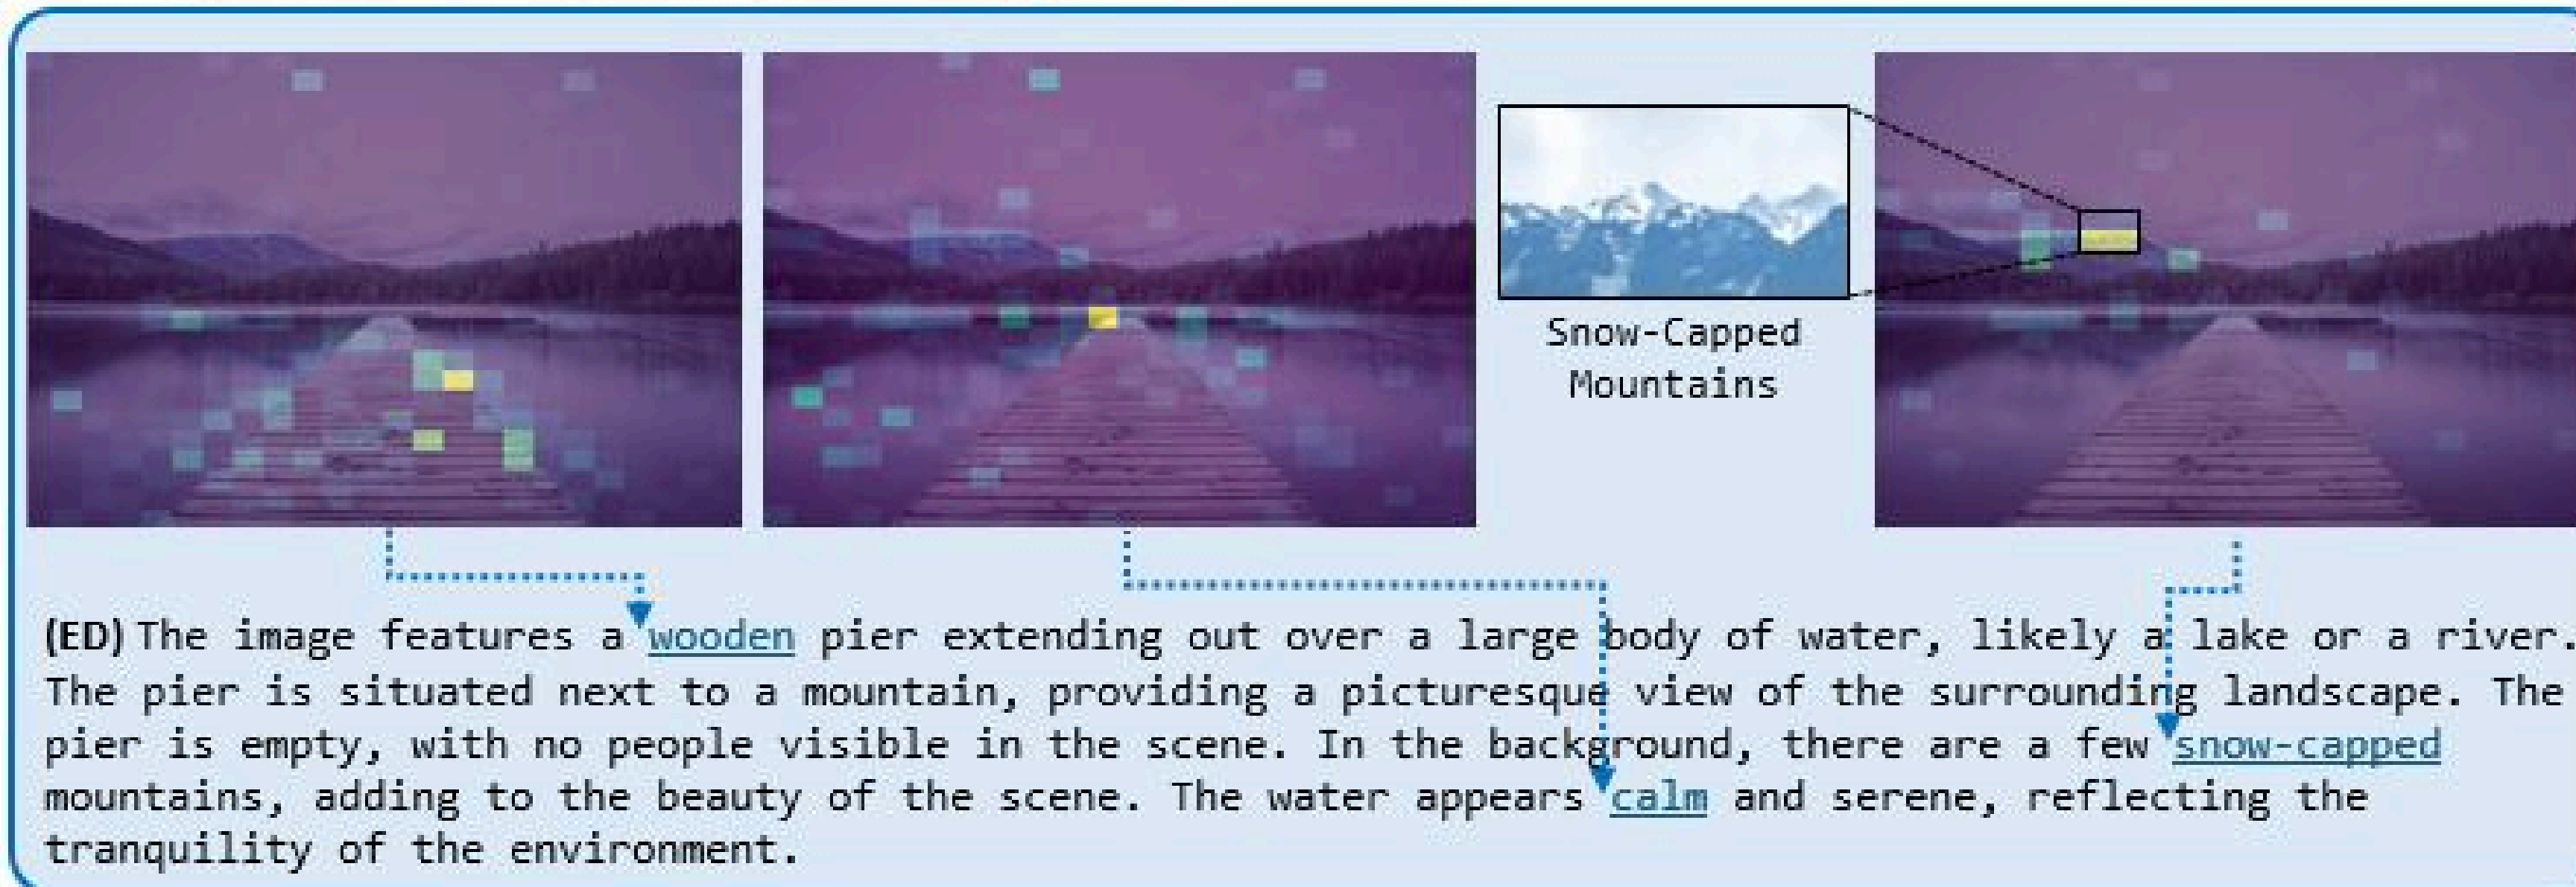 Snow-Capped
Mountains
(ED) The image features a wooden pier extending out over a large body of water, likely a lake or a river.
The pier is situated next to a mountain, providing a picturesque view of the surrounding landscape. The
pier is empty, with no people visible in the scene. In the background, there are a few snow-capped
mountains, adding to the beauty of the scene. The water appears calm and serene, reflecting the
tranquility of the environment.